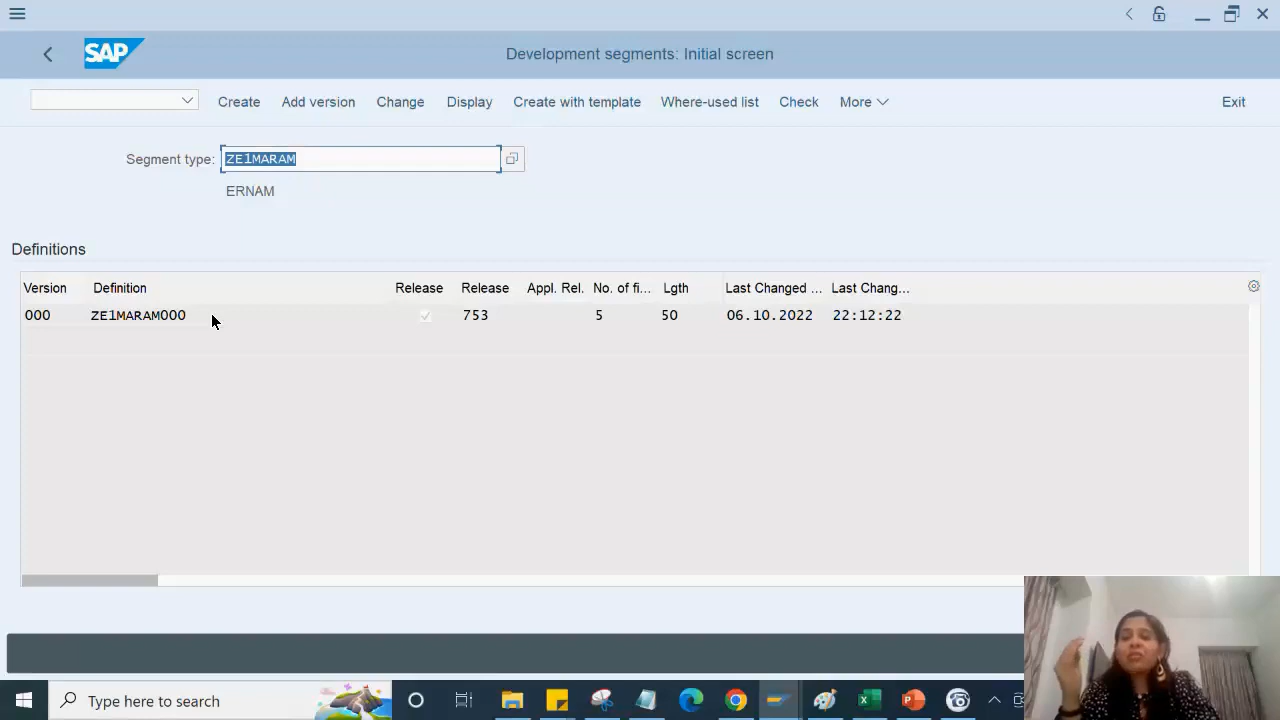 SAP
Development segments: Initial screen
Create Add version Change Display Create with template Where-used list Check More Exit
Segment type: ZE1MARAM
ERNAM
Definitions
Version Definition Release Release Appl. Rel. No. of fi... Lgth Last Changed ... Last Chang...
000 ZE1MARAM000 753 5 50 06.10.2022 22:12:22
Type here to search